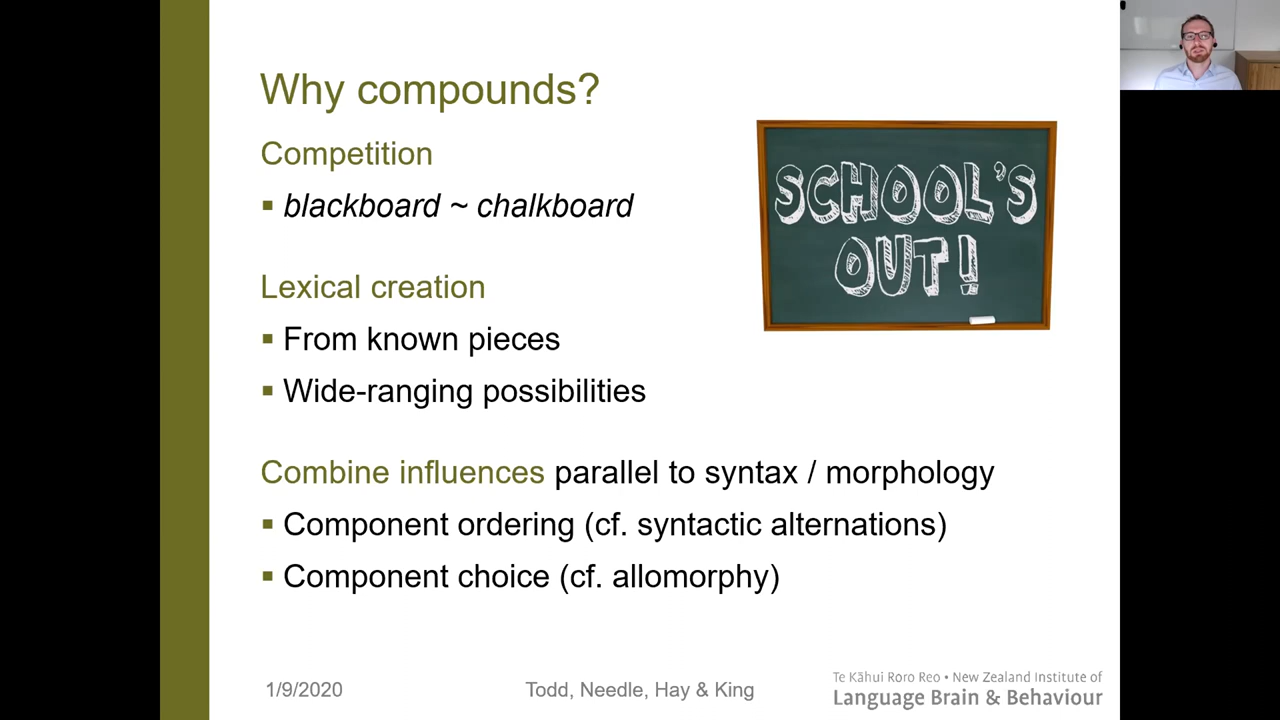 Why compounds?
Competition
▪ blackboard ~ chalkboard
SCHOOL'S
OUT!
Lexical creation
▪ From known pieces
▪ Wide-ranging possibilities
Combine influences parallel to syntax / morphology
▪ Component ordering (cf. syntactic alternations)
▪ Component choice (cf. allomorphy)
1/9/2020
Todd, Needle, Hay & King
Te Kāhui Roro Reo • New Zealand Institute of
Language Brain & Behaviour